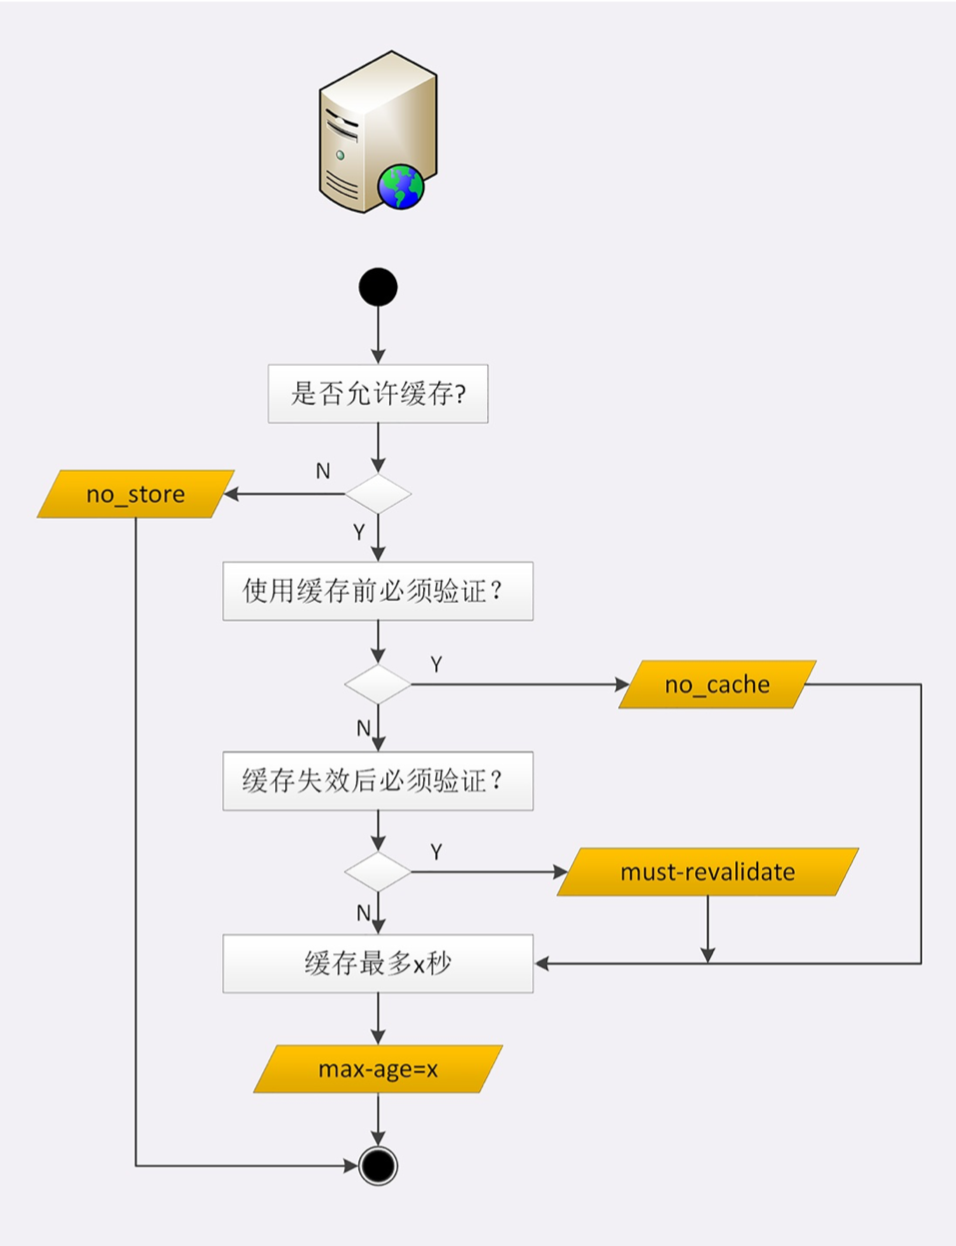 是否允许缓存?
N
no_store
Y
使用缓存前必须验证？
Y
no_cache
N
缓存失效后必须验证？
Y
must-revalidate
N
缓存最多x秒
max-age=x